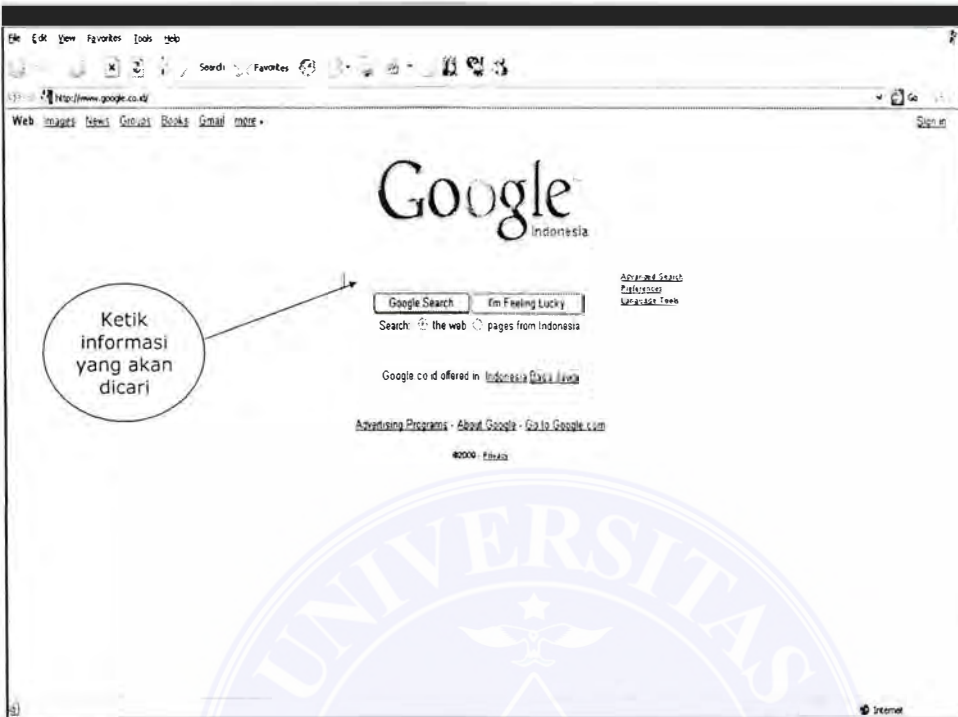 File Edit View Favorites Tools Help
Search Favorites
http://www.google.co.id/ Go
Web Images News Groups Books Gmail more
Sign in
Google
Indonesia
Advanced Search
Preferences
Language Tools
Google Search I'm Feeling Lucky
Search: the web pages from Indonesia
Ketik
informasi
yang akan
dicari
Google.co.id offered in: Indonesia Basa Jawa
Advertising Programs - About Google - Go to Google.com
©2009 - Privacy
UNIVERSITAS
Internet